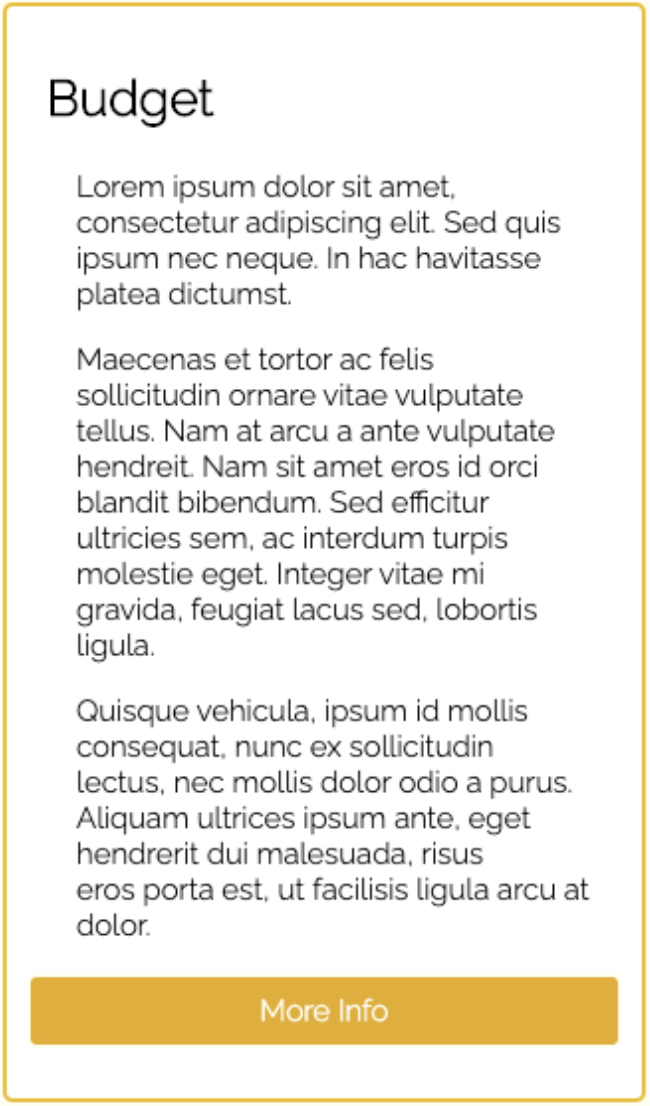 Budget
Lorem ipsum dolor sit amet,
consectetur adipiscing elit. Sed quis
ipsum nec neque. In hac havitasse
platea dictumst.
Maecenas et tortor ac felis
sollicitudin ornare vitae vulputate
tellus. Nam at arcu a ante vulputate
hendreit. Nam sit amet eros id orci
blandit bibendum. Sed efficitur
ultricies sem, ac interdum turpis
molestie eget. Integer vitae mi
gravida, feugiat lacus sed, lobortis
ligula.
Quisque vehicula, ipsum id mollis
consequat, nunc ex sollicitudin
lectus, nec mollis dolor odio a purus.
Aliquam ultrices ipsum ante, eget
hendrerit dui malesuada, risus
eros porta est, ut facilisis ligula arcu at
dolor.
More Info